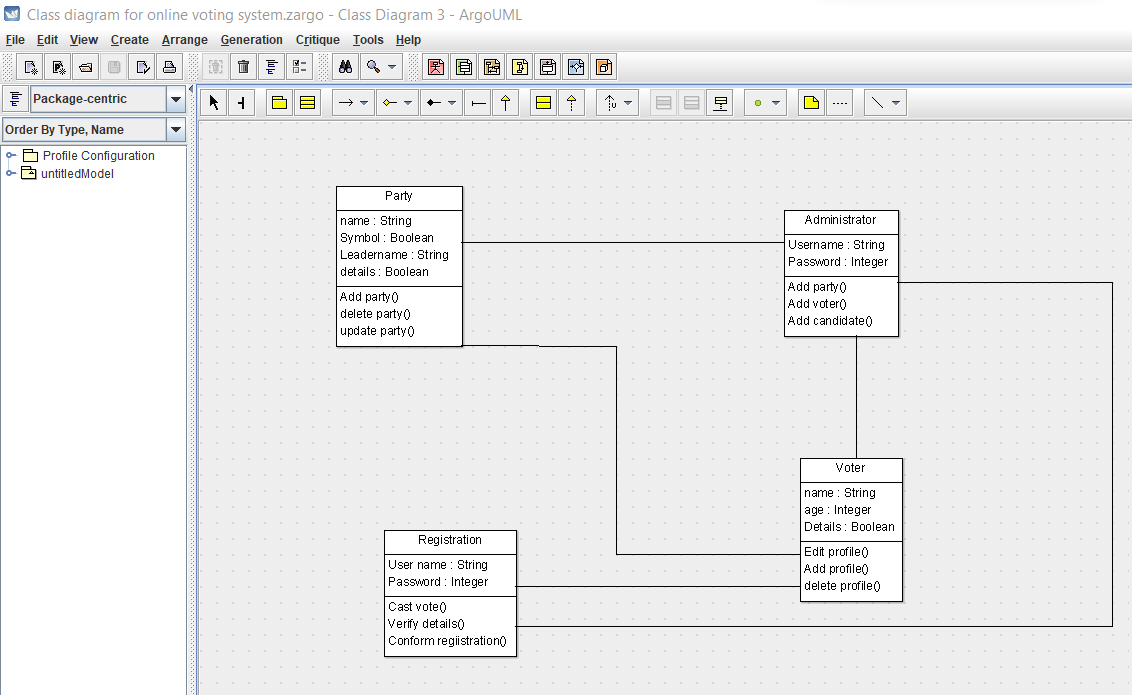 Class diagram for online voting system.zargo - Class Diagram 3 - ArgoUML
File Edit View Create Arrange Generation Critique Tools Help
Package-centric
Order By Type, Name
Profile Configuration
untitledModel
Party
name : String
Symbol : Boolean
Leadername : String
details : Boolean
Add party()
delete party()
update party()
Administrator
Username : String
Password : Integer
Add party()
Add voter()
Add candidate()
Voter
name : String
age : Integer
Details : Boolean
Edit profile()
Add profile()
delete profile()
Registration
User name : String
Password : Integer
Cast vote()
Verify details()
Conform regiistration()